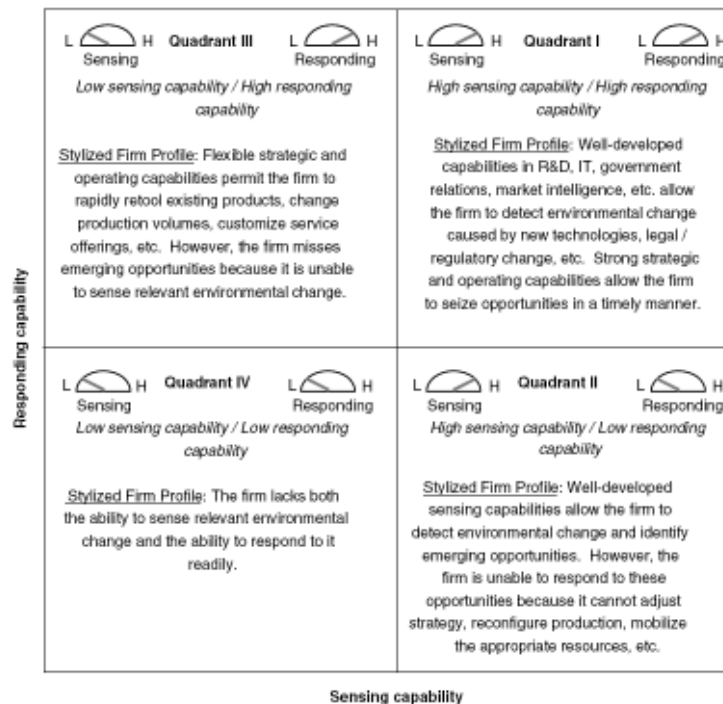 L H Quadrant III L H
Sensing Responding
Low sensing capability / High responding
capability
Stylized Firm Profile: Flexible strategic and
operating capabilities permit the firm to
rapidly retool existing products, change
production volumes, customize service
offerings, etc. However, the firm misses
emerging opportunities because it is unable
to sense relevant environmental change.
L H Quadrant I L H
Sensing Responding
High sensing capability / High responding
capability
Stylized Firm Profile: Well-developed
capabilities in R&D, IT, government
relations, market intelligence, etc. allow
the firm to detect environmental change
caused by new technologies, legal /
regulatory change, etc. Strong strategic
and operating capabilities allow the firm
to seize opportunities in a timely manner.
Responding capability
L H Quadrant IV L H
Sensing Responding
Low sensing capability / Low responding
capability
Stylized Firm Profile: The firm lacks both
the ability to sense relevant environmental
change and the ability to respond to it
readily.
L H Quadrant II L H
Sensing Responding
High sensing capability / Low responding
capability
Stylized Firm Profile: Well-developed
sensing capabilities allow the firm to
detect environmental change and identify
emerging opportunities. However, the
firm is unable to respond to these
opportunities because it cannot adjust
strategy, reconfigure production, mobilize
the appropriate resources, etc.
Sensing capability